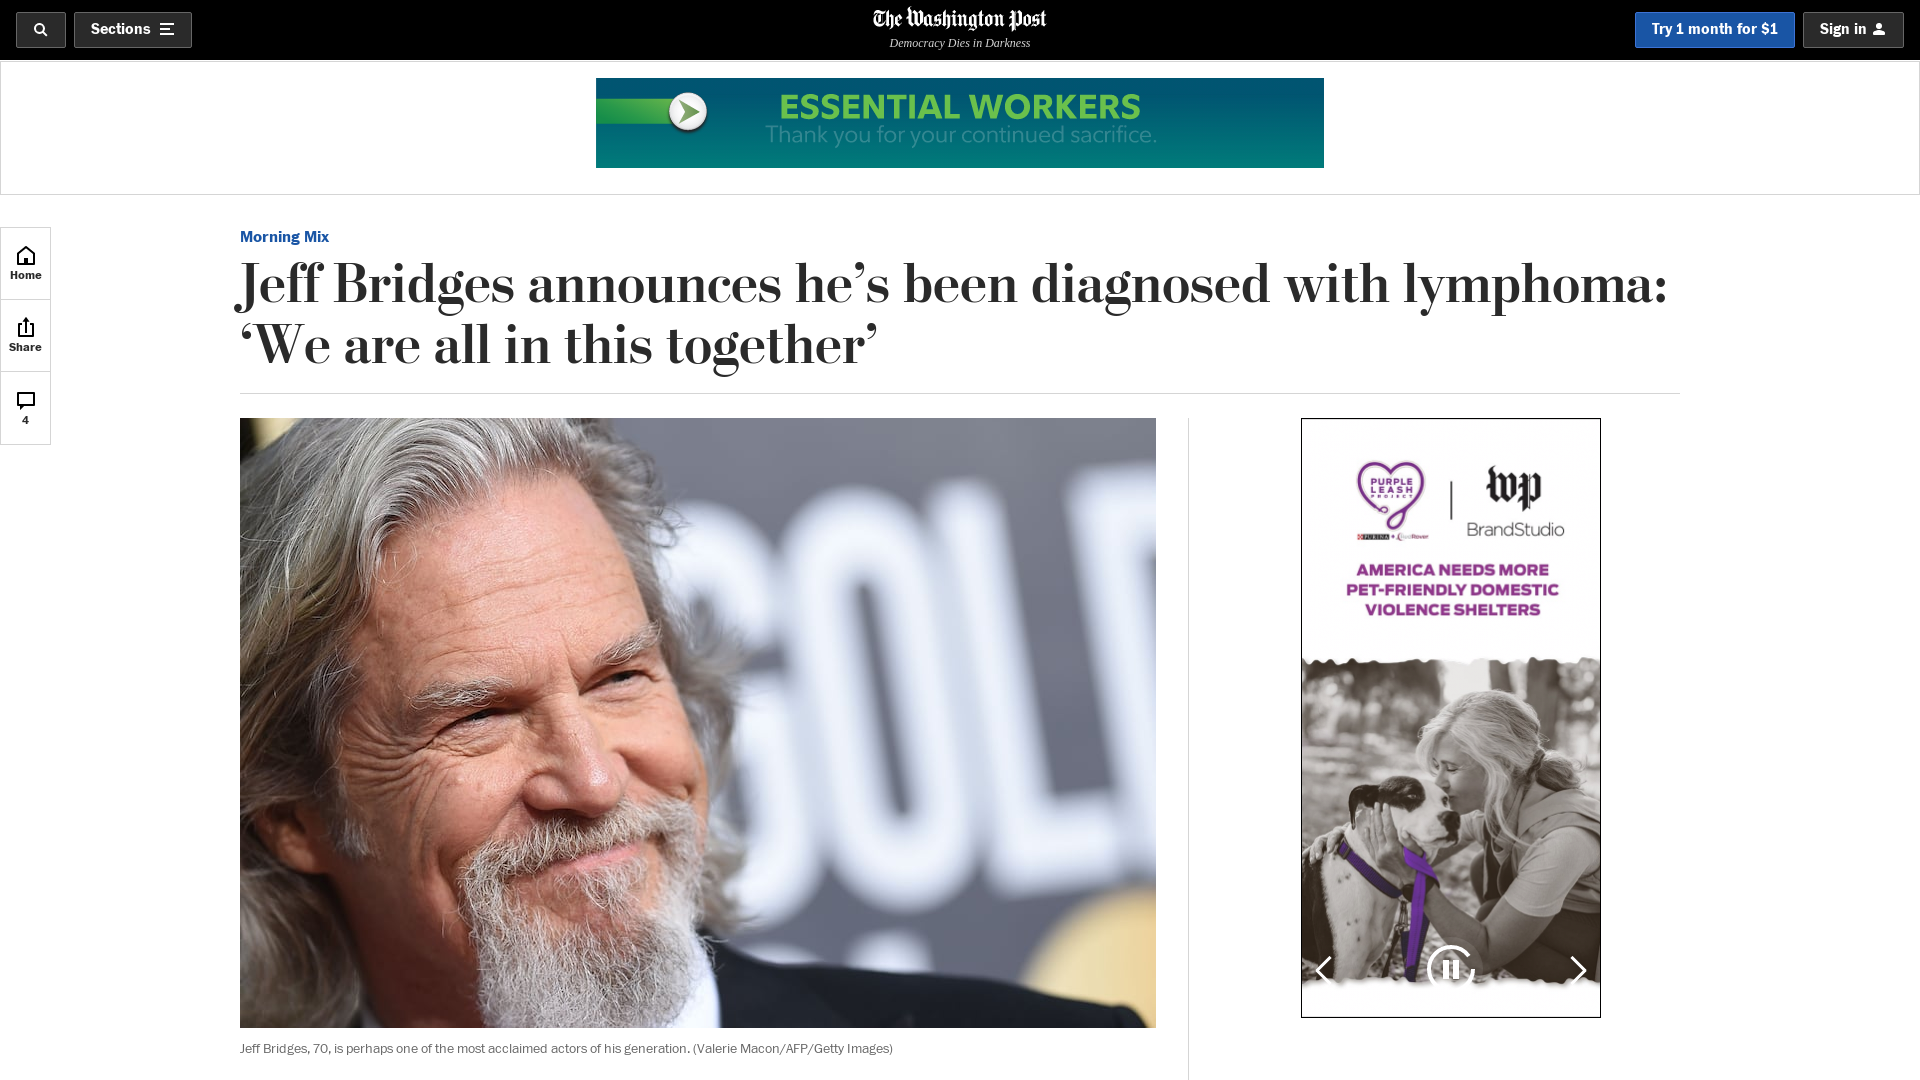 Sections
The Washington Post
Democracy Dies in Darkness
Try 1 month for $1
Sign in
ESSENTIAL WORKERS
Thank you for your continued sacrifice.
Home
Share
4
Morning Mix
Jeff Bridges announces he’s been diagnosed with lymphoma:
‘We are all in this together’
GOLD
PURPLE
LEASH
PROJECT
PURINA
wp
BrandStudio
AMERICA NEEDS MORE
PET-FRIENDLY DOMESTIC
VIOLENCE SHELTERS
Jeff Bridges, 70, is perhaps one of the most acclaimed actors of his generation. (Valerie Macon/AFP/Getty Images)